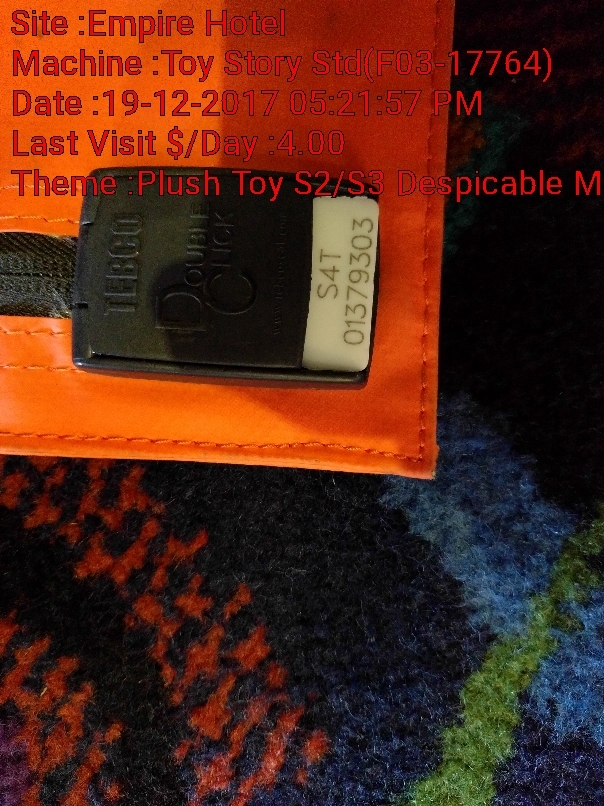 Site :Empire Hotel
Machine :Toy Story Std(F03-17764)
Date :19-12-2017 05:21:57 PM
Last Visit $/Day :4.00
Theme :Plush Toy S2/S3 Despicable M
TEBCO
DOUBLE
CLICK
S4T
01379303